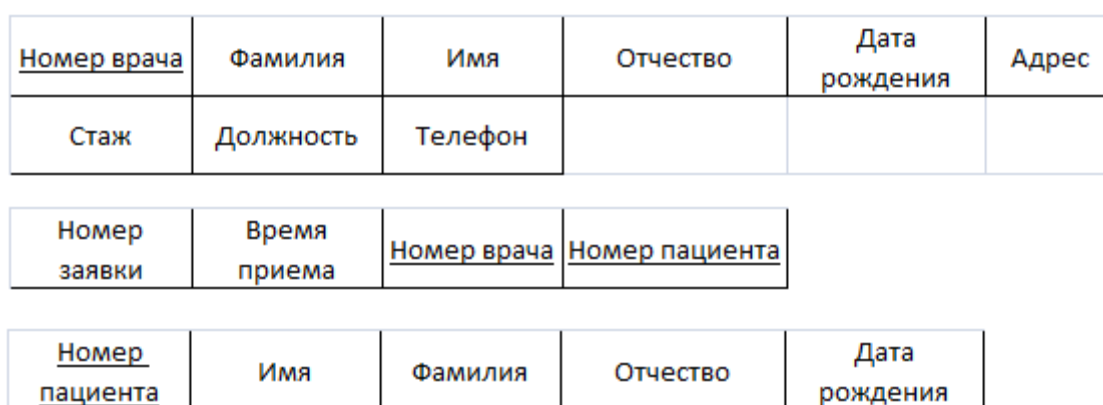 Номер врача Фамилия Имя Отчество Дата рождения Адрес
Стаж Должность Телефон
Номер заявки Время приема Номер врача Номер пациента
Номер пациента Имя Фамилия Отчество Дата рождения